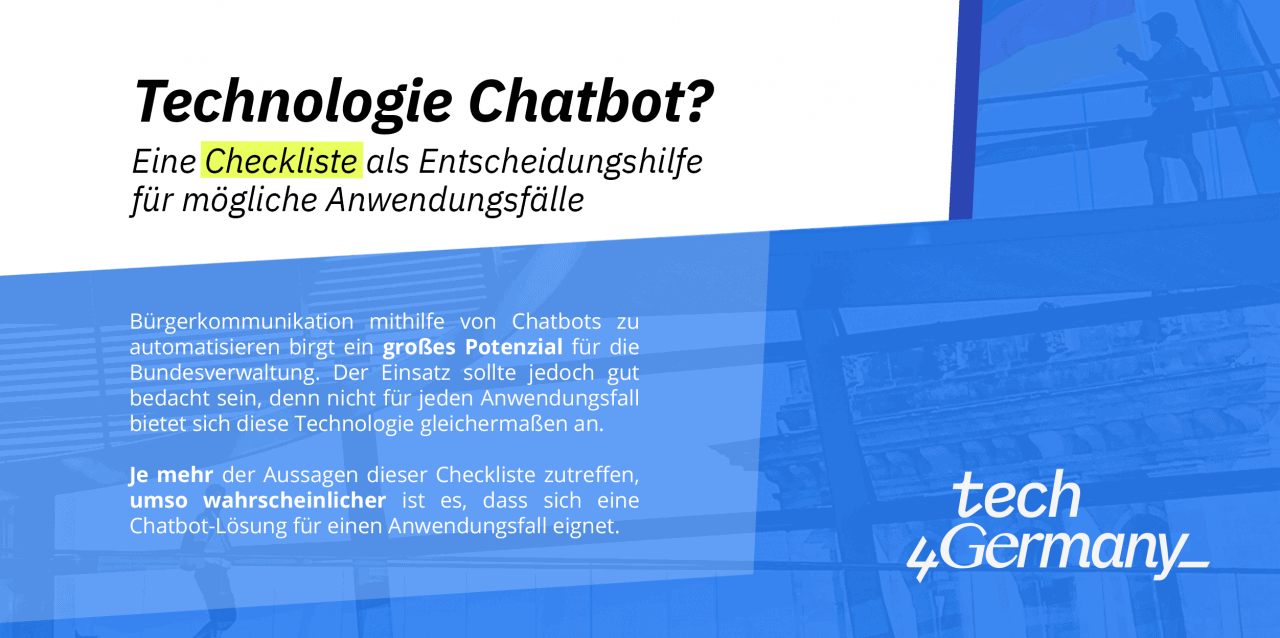 Technologie Chatbot?
Eine Checkliste als Entscheidungshilfe
für mögliche Anwendungsfälle
Bürgerkommunikation mithilfe von Chatbots zu
automatisieren birgt ein großes Potenzial für die
Bundesverwaltung. Der Einsatz sollte jedoch gut
bedacht sein, denn nicht für jeden Anwendungsfall
bietet sich diese Technologie gleichermaßen an.
Je mehr der Aussagen dieser Checkliste zutreffen,
umso wahrscheinlicher ist es, dass sich eine
Chatbot-Lösung für einen Anwendungsfall eignet.
tech
4Germany_